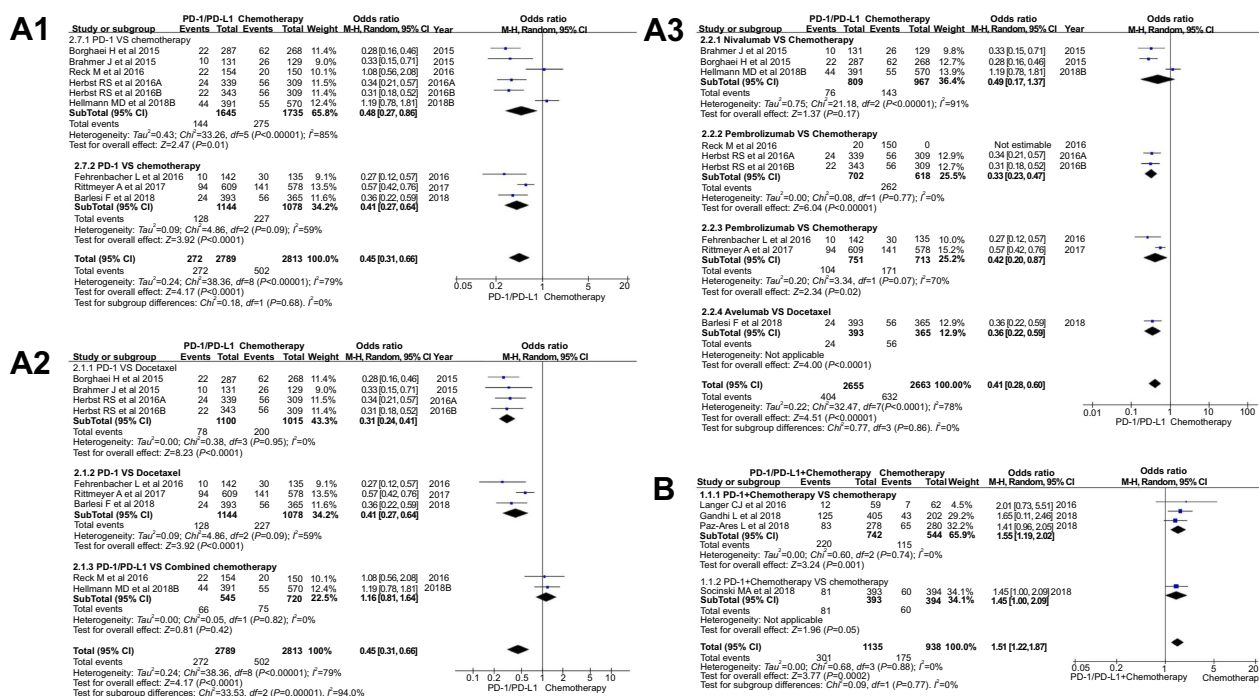 A1
PD-1/PD-L1 Chemotherapy Odds ratio Odds ratio
Study or subgroup Events Total Events Total Weight M-H, Random, 95% CI Year M-H, Random, 95% CI
2.7.1 PD-1 VS chemotherapy
Borghaei H et 2015 22 287 62 268 11.4% 0.28 [0.16, 0.46] 2015
Brahmer J et 2015 10 131 26 129 9.1% 0.33 [0.15, 0.71] 2015
Reck M et 2016 22 154 20 150 10.1% 1.08 [0.56, 2.08] 2016
Herbst RS et 2016A 24 339 56 309 11.7% 0.34 [0.21, 0.57] 2016A
Herbst RS et 2016B 22 343 56 309 11.6% 0.31 [0.18, 0.52] 2016B
Hellmann MD et 2018B 44 391 55 570 12.4% 1.19 [0.78, 1.81] 2018B
SubTotal (95% CI) 1645 1735 65.8% 0.48 [0.27, 0.86]
Total events 144 275
Heterogeneity: Tau²=0.43; Chi²=33.26, df=5 (P<0.00001); I²=85%
Test for overall effect: Z=2.47 (P=0.01)
2.7.2 PD-1 VS chemotherapy
Fehrenbacher L et 2016 10 142 30 135 9.1% 0.27 [0.12, 0.57] 2016
Rittmeyer A et 2017 94 609 141 578 13.5% 0.57 [0.42, 0.76] 2017
Barlesi F et 2018 24 393 56 365 11.6% 0.36 [0.22, 0.59] 2018
SubTotal (95% CI) 1144 1078 34.2% 0.41 [0.27, 0.64]
Total events 128 227
Heterogeneity: Tau²=0.09; Chi²=4.86, df=2 (P=0.09); I²=59%
Test for overall effect: Z=3.92 (P<0.0001)
Total (95% CI) 272 2789 2813 100.0% 0.45 [0.31, 0.66]
Total events 272 502
Heterogeneity: Tau²=0.24; Chi²=38.36, df=8 (P<0.00001); I²=79%
Test for overall effect: Z=4.17 (P<0.0001)
Test for subgroup differences: Chi²=0.18, df=1 (P=0.68). I²=0%
0.05 0.2 1 5 20
PD-1/PD-L1 Chemotherapy
A2
PD-1/PD-L1 Chemotherapy Odds ratio Odds ratio
Study or subgroup Events Total Events Total Weight M-H, Random, 95% CI Year M-H, Random, 95% CI
2.1.1 PD-1 VS Docetaxel
Borghaei H et 2015 22 287 62 268 11.4% 0.28 [0.16, 0.46] 2015
Brahmer J et 2015 10 131 26 129 9.1% 0.33 [0.15, 0.71] 2015
Herbst RS et 2016A 24 339 56 309 11.7% 0.34 [0.21, 0.57] 2016A
Herbst RS et 2016B 22 343 56 309 11.6% 0.31 [0.18, 0.52] 2016B
SubTotal (95% CI) 1100 1015 43.3% 0.31 [0.24, 0.41]
Total events 78 200
Heterogeneity: Tau²=0.00; Chi²=0.38, df=3 (P=0.95); I²=0%
Test for overall effect: Z=8.23 (P<0.0001)
2.1.2 PD-1 VS Docetaxel
Fehrenbacher L et 2016 10 142 30 135 9.1% 0.27 [0.12, 0.57] 2016
Rittmeyer A et 2017 94 609 141 578 13.5% 0.57 [0.42, 0.76] 2017
Barlesi F et 2018 24 393 56 365 11.6% 0.36 [0.22, 0.59] 2018
SubTotal (95% CI) 1144 1078 34.2% 0.41 [0.27, 0.64]
Total events 128 227
Heterogeneity: Tau²=0.09; Chi²=4.86, df=2 (P=0.09); I²=59%
Test for overall effect: Z=3.92 (P<0.0001)
2.1.3 PD-1/PD-L1 VS Combined chemotherapy
Reck M et 2016 22 154 20 150 10.1% 1.08 [0.56, 2.08] 2016
Hellmann MD et 2018B 44 391 55 570 12.4% 1.19 [0.78, 1.81] 2018B
SubTotal (95% CI) 545 720 22.5% 1.16 [0.81, 1.64]
Total events 66 75
Heterogeneity: Tau²=0.00; Chi²=0.05, df=1 (P=0.82); I²=0%
Test for overall effect: Z=0.81 (P=0.42)
Total (95% CI) 2789 2813 100% 0.45 [0.31, 0.66]
Total events 272 502
Heterogeneity: Tau²=0.24; Chi²=38.36, df=8 (P<0.00001); I²=79%
Test for overall effect: Z=4.17 (P<0.0001)
Test for subgroup differences: Chi²=33.53, df=2 (P=0.00001). I²=94.0%
0.05 0.2 1 5 20
PD-1/PD-L1 Chemotherapy
A3
PD-1/PD-L1 Chemotherapy Odds ratio Odds ratio
Study or subgroup Events Total Events Total Weight M-H, Random, 95% CI Year M-H, Random, 95% CI
2.2.1 Nivalumab VS Chemotherapy
Brahmer J et al 2015 10 131 26 129 9.8% 0.33 [0.15, 0.71] 2015
Borghaei H et al 2015 22 287 62 268 12.7% 0.28 [0.16, 0.46] 2015
Hellmann MD et al 2018B 44 391 55 570 13.9% 1.19 [0.78, 1.81] 2018B
SubTotal (95% CI) 809 967 36.4% 0.49 [0.17, 1.37]
Total events 76 143
Heterogeneity: Tau²=0.75; Chi²=21.18, df=2 (P<0.00001); I²=91%
Test for overall effect: Z=1.37 (P=0.17)
2.2.2 Pembrolizumab VS Chemotherapy
Reck M et al 2016 20 150 0 Not estimable 2016
Herbst RS et al 2016A 24 339 56 309 12.9% 0.34 [0.21, 0.57] 2016A
Herbst RS et al 2016B 22 343 56 309 12.6% 0.31 [0.18, 0.52] 2016B
SubTotal (95% CI) 702 618 25.5% 0.33 [0.23, 0.47]
Total events 262
Heterogeneity: Tau²=0.00; Chi²=0.08, df=1 (P=0.77); I²=0%
Test for overall effect: Z=6.04 (P<0.00001)
2.2.3 Pembrolizumab VS Chemotherapy
Fehrenbacher L et al 2016 10 142 30 135 10.0% 0.27 [0.12, 0.57] 2016
Rittmeyer A et al 2017 94 609 141 578 15.2% 0.57 [0.42, 0.76] 2017
SubTotal (95% CI) 751 713 25.2% 0.42 [0.20, 0.87]
Total events 104 171
Heterogeneity: Tau²=0.20; Chi²=3.34, df=1 (P=0.07); I²=70%
Test for overall effect: Z=2.34 (P=0.02)
2.2.4 Avelumab VS Docetaxel
Barlesi F et al 2018 24 393 56 365 12.9% 0.36 [0.22, 0.59] 2018
SubTotal (95% CI) 393 365 12.9% 0.36 [0.22, 0.59]
Total events 24 56
Heterogeneity: Not applicable
Test for overall effect: Z=4.00 (P<0.0001)
Total (95% CI) 2655 2663 100.00% 0.41 [0.28, 0.60]
Total events 404 632
Heterogeneity: Tau²=0.22; Chi²=32.47, df=7(P<0.0001); I²=78%
Test for overall effect: Z=4.51 (P<0.00001)
Test for subgroup differences: Chi²=0.77, df=3 (P=0.86). I²=0%
0.01 0.1 1 10 100
PD-1/PD-L1 Chemotherapy
B
PD-1/PD-L1+Chemotherapy Chemotherapy Odds ratio Odds ratio
Study or subgroup Events Total Events Total Weight M-H, Random, 95% CI M-H, Random, 95% CI
1.1.1 PD-1+Chemotherapy VS chemotherapy
Langer CJ et al 2016 12 59 7 62 4.5% 2.01 [0.73, 5.51] 2016
Gandhi L et al 2018 125 405 43 202 29.2% 1.65 [0.11, 2.46] 2018
Paz-Ares L et al 2018 83 278 65 280 32.2% 1.41 [0.96, 2.05] 2018
SubTotal (95% CI) 742 544 65.9% 1.55 [1.19, 2.02]
Total events 220 115
Heterogeneity: Tau²=0.00; Chi²=0.60, df=2 (P=0.74); I²=0%
Test for overall effect: Z=3.24 (P=0.001)
1.1.2 PD-1+Chemotherapy VS chemotherapy
Socinski MA et al 2018 81 393 60 394 34.1% 1.45 [1.00, 2.09] 2018
SubTotal (95% CI) 393 394 34.1% 1.45 [1.00, 2.09]
Total events 81 60
Heterogeneity: Not applicable
Test for overall effect: Z=1.96 (P=0.05)
Total (95% CI) 1135 938 100.0% 1.51 [1.22,1.87]
Total events 301 175
Heterogeneity: Tau²=0.00; Chi²=0.68, df=3 (P=0.88); I²=0%
Test for overall effect: Z=3.77 (P=0.0002)
Test for subgroup differences: Chi²=0.09, df=1 (P=0.77). I²=0%
0.05 0.2 1 5 20
PD-1/PD-L1+Chemo Chemotherapy